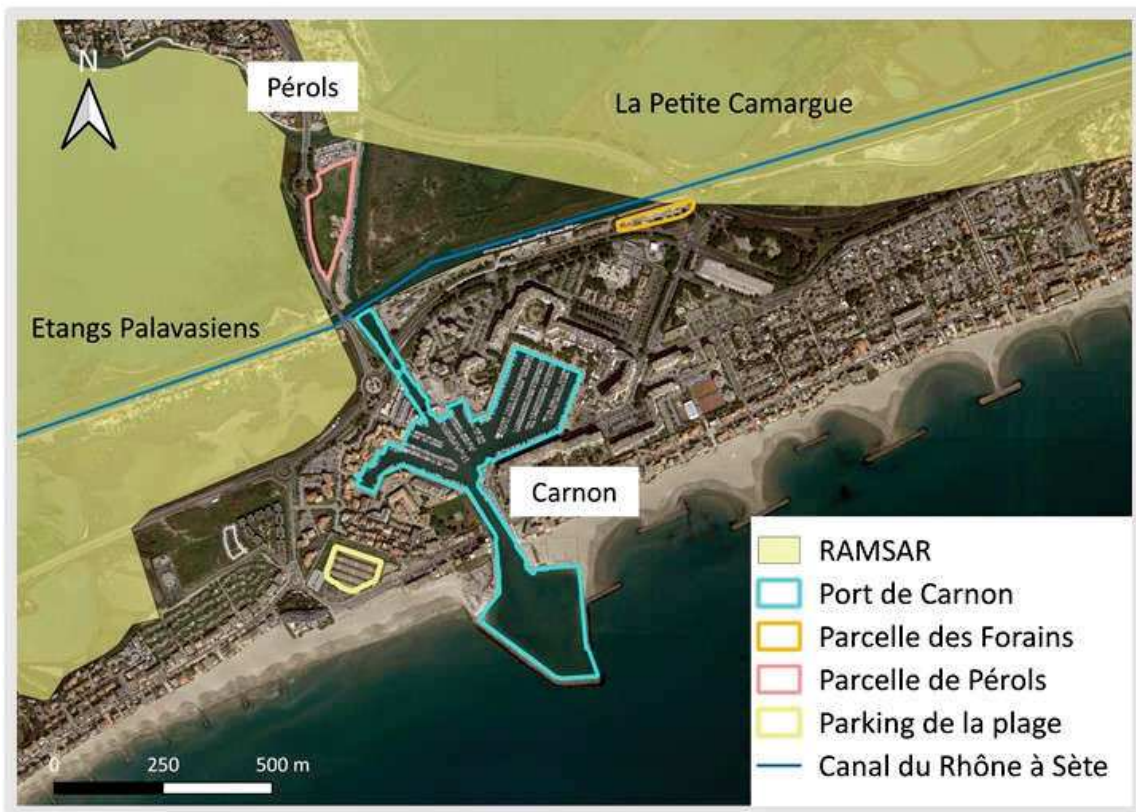 N
Pérols
La Petite Camargue
Etangs Palavasiens
Carnon
RAMSAR
Port de Carnon
Parcelle des Forains
Parcelle de Pérols
Parking de la plage
Canal du Rhône à Sète
0 250 500 m